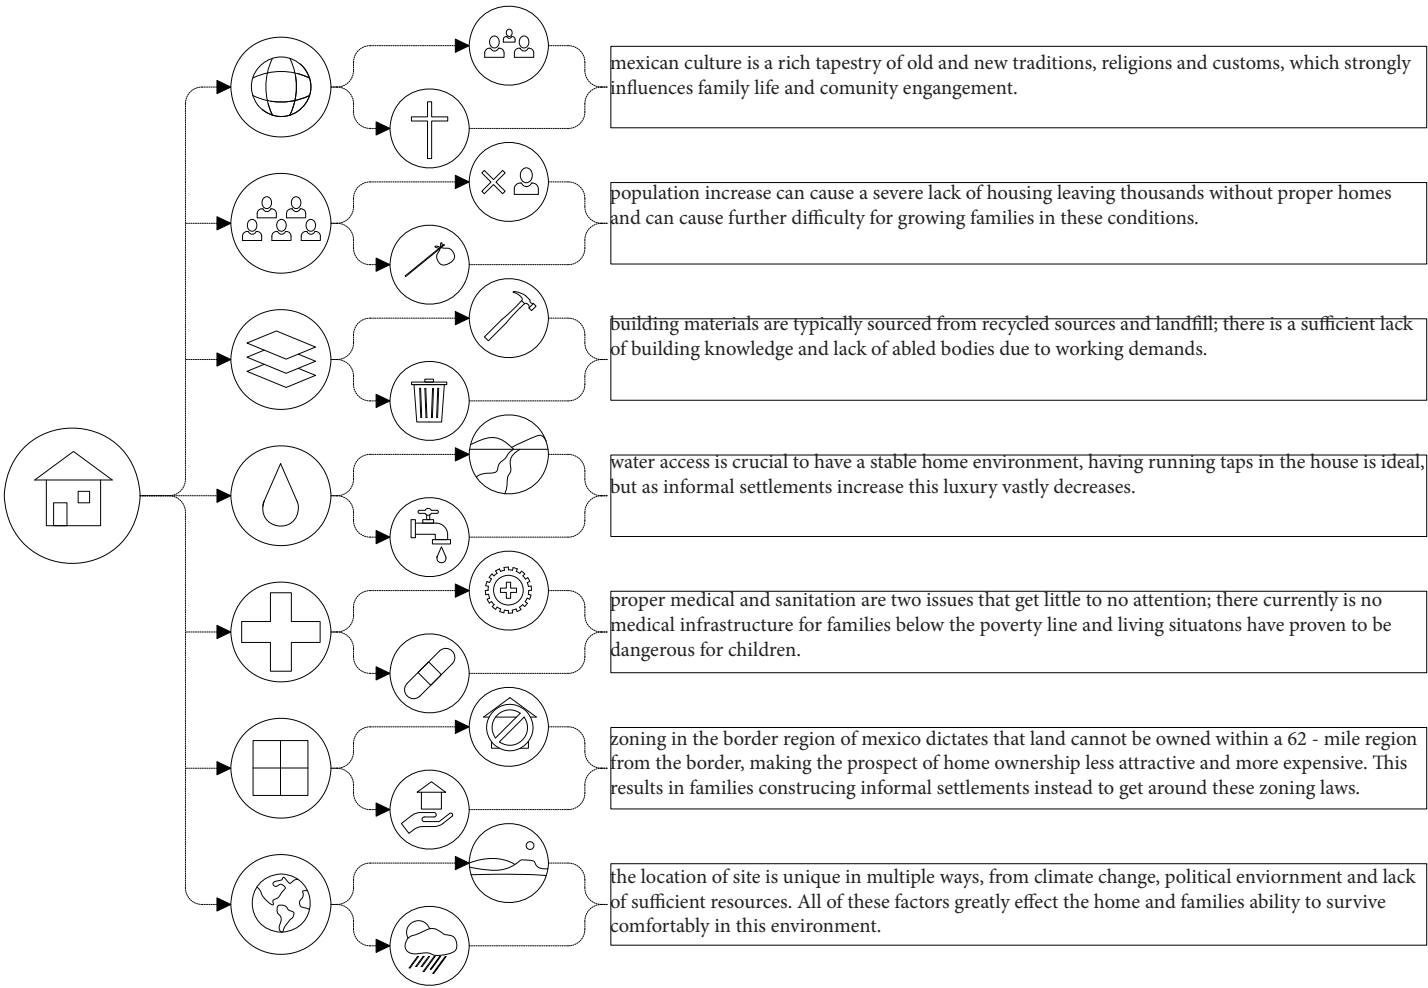 mexican culture is a rich tapestry of old and new traditions, religions and customs, which strongly
influences family life and comunity engangement.
population increase can cause a severe lack of housing leaving thousands without proper homes
and can cause further difficulty for growing families in these conditions.
building materials are typically sourced from recycled sources and landfill; there is a sufficient lack
of building knowledge and lack of abled bodies due to working demands.
water access is crucial to have a stable home environment, having running taps in the house is ideal,
but as informal settlements increase this luxury vastly decreases.
proper medical and sanitation are two issues that get little to no attention; there currently is no
medical infrastructure for families below the poverty line and living situatons have proven to be
dangerous for children.
zoning in the border region of mexico dictates that land cannot be owned within a 62 - mile region
from the border, making the prospect of home ownership less attractive and more expensive. This
results in families construcing informal settlements instead to get around these zoning laws.
the location of site is unique in multiple ways, from climate change, political enviornment and lack
of sufficient resources. All of these factors greatly effect the home and families ability to survive
comfortably in this environment.